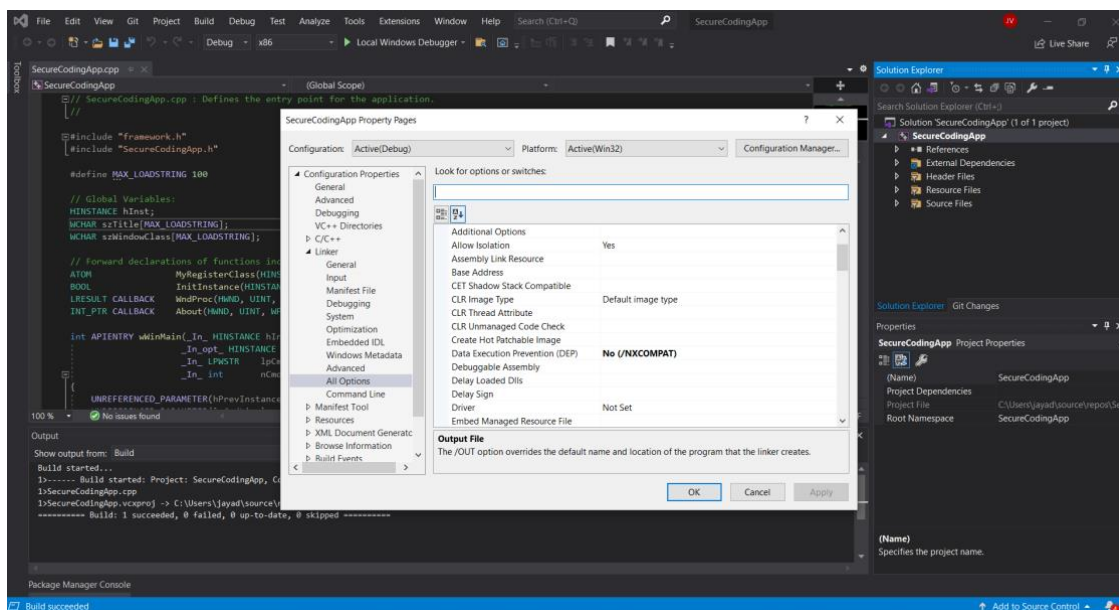 File Edit View Git Project Build Debug Test Analyze Tools Extensions Window Help Search (Ctrl+Q) SecureCodingApp JV
Debug x86 Local Windows Debugger Live Share
Toolbox
SecureCodingApp.cpp
SecureCodingApp (Global Scope)
// SecureCodingApp.cpp : Defines the entry point for the application.
//
#include "framework.h"
#include "SecureCodingApp.h"
#define MAX_LOADSTRING 100
// Global Variables:
HINSTANCE hInst;
WCHAR szTitle[MAX_LOADSTRING];
WCHAR szWindowClass[MAX_LOADSTRING];
// Forward declarations of functions inc
ATOM MyRegisterClass(HINS
BOOL InitInstance(HINSTAN
LRESULT CALLBACK WndProc(HWND, UINT,
INT_PTR CALLBACK About(HWND, UINT, WP
int APIENTRY wWinMain(_In_ HINSTANCE hIn
_In_opt_ HINSTANCE
_In_ LPWSTR lpCm
_In_ int nCmd
{
UNREFERENCED_PARAMETER(hPrevInstance
100 % No issues found
Output
Show output from: Build
Build started...
1>------ Build started: Project: SecureCodingApp, Co
1>SecureCodingApp.cpp
1>SecureCodingApp.vcxproj -> C:\Users\jayad\source\r
========== Build: 1 succeeded, 0 failed, 0 up-to-date, 0 skipped ==========
Package Manager Console
Build succeeded
Add to Source Control
SecureCodingApp Property Pages ? ×
Configuration: Active(Debug) Platform: Active(Win32) Configuration Manager...
Configuration Properties
General
Advanced
Debugging
VC++ Directories
C/C++
Linker
General
Input
Manifest File
Debugging
System
Optimization
Embedded IDL
Windows Metadata
Advanced
All Options
Command Line
Manifest Tool
Resources
XML Document Generatc
Browse Information
Build Events
Look for options or switches:
Additional Options
Allow Isolation Yes
Assembly Link Resource
Base Address
CET Shadow Stack Compatible
CLR Image Type Default image type
CLR Thread Attribute
CLR Unmanaged Code Check
Create Hot Patchable Image
Data Execution Prevention (DEP) No (/NXCOMPAT)
Debuggable Assembly
Delay Loaded Dlls
Delay Sign
Driver Not Set
Embed Managed Resource File
Output File
The /OUT option overrides the default name and location of the program that the linker creates.
OK Cancel Apply
Solution Explorer
Search Solution Explorer (Ctrl+;)
Solution 'SecureCodingApp' (1 of 1 project)
SecureCodingApp
References
External Dependencies
Header Files
Resource Files
Source Files
Solution Explorer Git Changes
Properties
SecureCodingApp Project Properties
(Name) SecureCodingApp
Project Dependencies
Project File C:\Users\jayad\source\repos\Se
Root Namespace SecureCodingApp
(Name)
Specifies the project name.